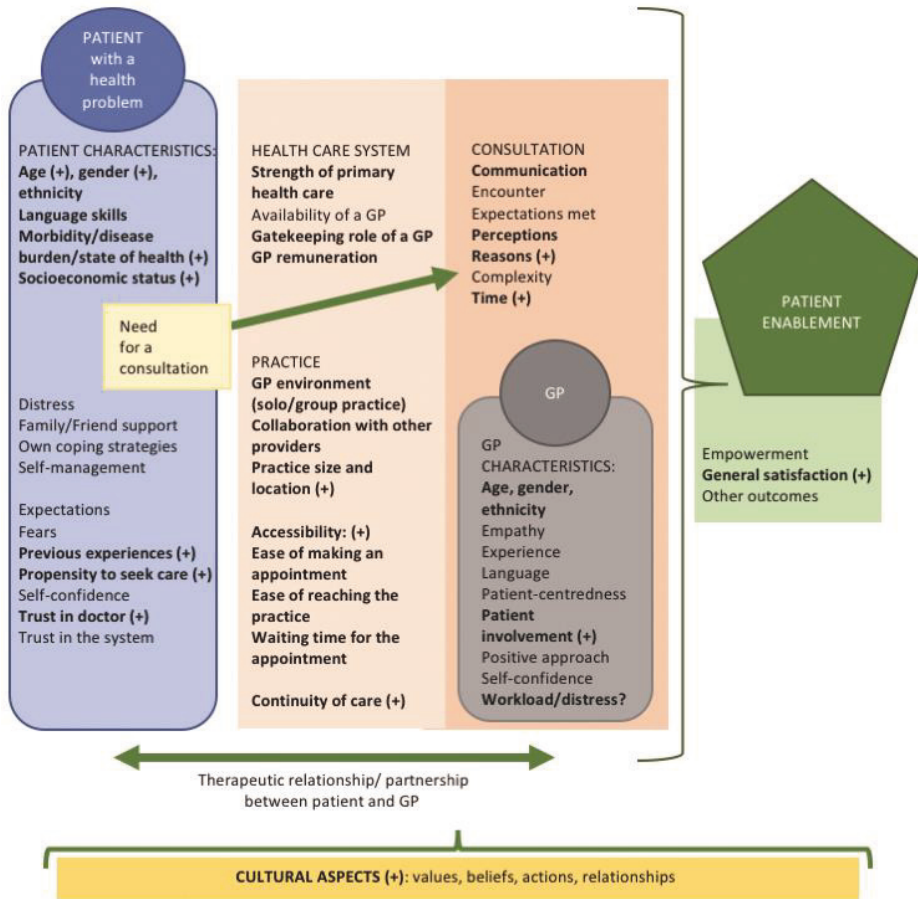 PATIENT
with a
health
problem
PATIENT CHARACTERISTICS:
Age (+), gender (+),
ethnicity
Language skills
Morbidity/disease
burden/state of health (+)
Socioeconomic status (+)
Need
for a
consultation
Distress
Family/Friend support
Own coping strategies
Self-management
Expectations
Fears
Previous experiences (+)
Propensity to seek care (+)
Self-confidence
Trust in doctor (+)
Trust in the system
HEALTH CARE SYSTEM
Strength of primary
health care
Availability of a GP
Gatekeeping role of a GP
GP remuneration
PRACTICE
GP environment
(solo/group practice)
Collaboration with other
providers
Practice size and
location (+)
Accessibility: (+)
Ease of making an
appointment
Ease of reaching the
practice
Waiting time for the
appointment
Continuity of care (+)
CONSULTATION
Communication
Encounter
Expectations met
Perceptions
Reasons (+)
Complexity
Time (+)
GP
GP
CHARACTERISTICS:
Age, gender,
ethnicity
Empathy
Experience
Language
Patient-centredness
Patient
involvement (+)
Positive approach
Self-confidence
Workload/distress?
PATIENT
ENABLEMENT
Empowerment
General satisfaction (+)
Other outcomes
Therapeutic relationship/ partnership
between patient and GP
CULTURAL ASPECTS (+): values, beliefs, actions, relationships